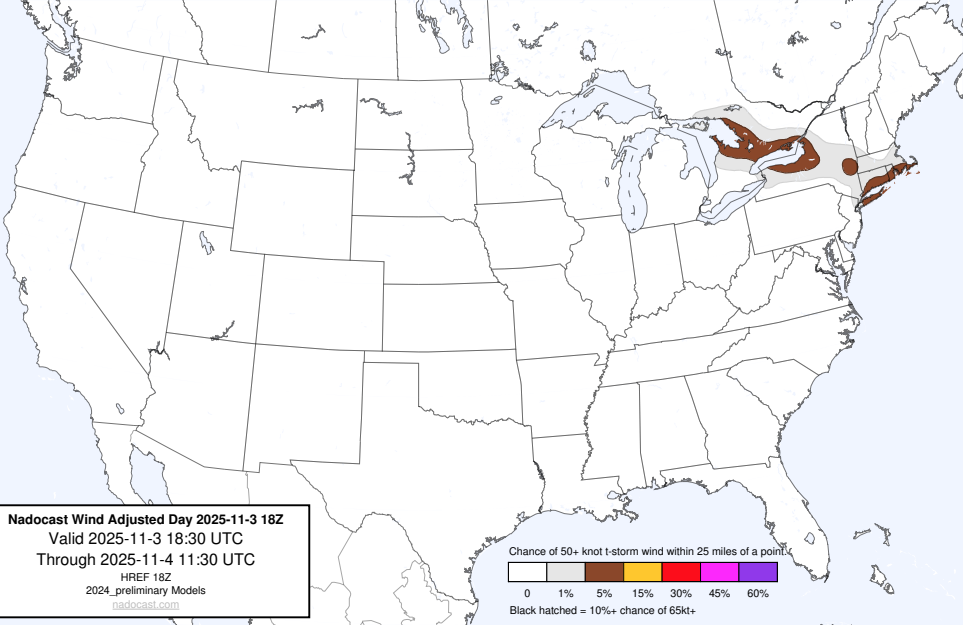 Nadocast Wind Adjusted Day 2025-11-3 18Z
Valid 2025-11-3 18:30 UTC
Through 2025-11-4 11:30 UTC
HREF 18Z
2024_preliminary Models
nadocast.com
Chance of 50+ knot t-storm wind within 25 miles of a point.
0 1% 5% 15% 30% 45% 60%
Black hatched = 10%+ chance of 65kt+